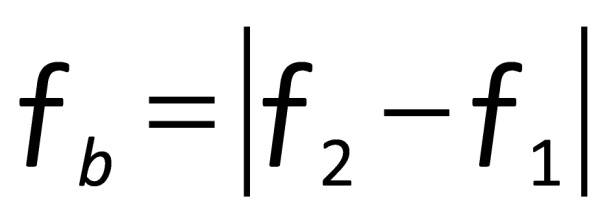 f_b = |f_2 − f_1|